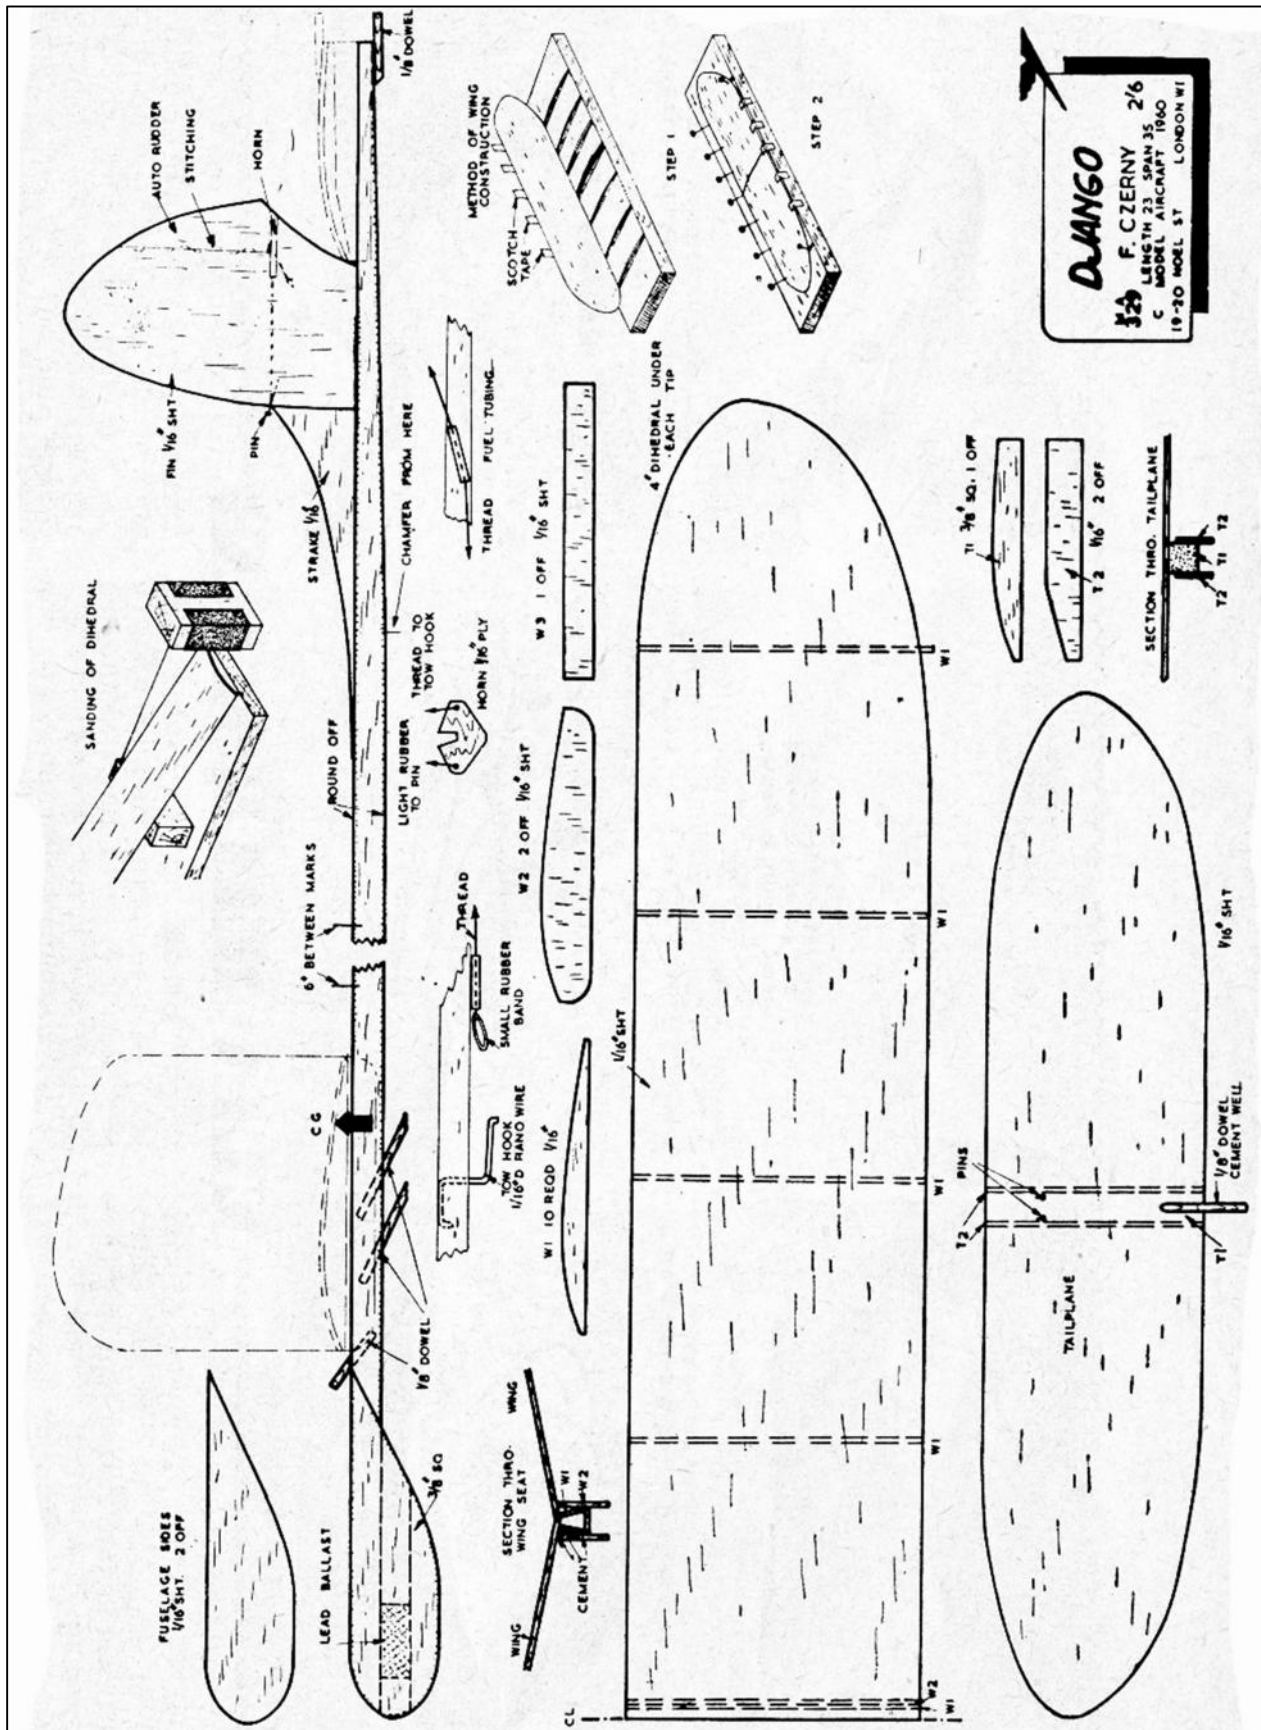 FUSELAGE SIDES
1/16" SHT. 2 OFF
LEAD BALLAST
3/8 SQ
1/8" DOWEL
C G
6" BETWEEN MARKS
ROUND OFF
SANDING OF DIHEDRAL
STRAKE 1/16"
CHAMFER FROM HERE
PIN
FIN 1/16" SHT
AUTO RUDDER
STITCHING
HORN
1/8" DOWEL
SECTION THRO-
WING SEAT
WING
WING
W1
W2
CEMENT
TOW HOOK
1/16" D PIANO WIRE
SMALL RUBBER
BAND
THREAD
LIGHT RUBBER
TO PIN
THREAD TO
TOW HOOK
HORN 1/16" PLY
THREAD
FUEL TUBING
SCOTCH
TAPE
METHOD OF WING
CONSTRUCTION
STEP 1
STEP 2
W1 10 REQD 1/16"
W2 2 OFF 1/16" SHT
W3 1 OFF 1/16" SHT
4" DIHEDRAL UNDER
EACH TIP
1/16" SHT
CL
W1
W2
W1
W1
W1
W1
TAILPLANE
T2
PINS
T1
1/8" DOWEL
CEMENT WELL
1/16" SHT
T1 3/8" SQ. 1 OFF
T2 1/16" 2 OFF
SECTION THRO. TAILPLANE
T2
T1
T2
DJANGO
MA
329 F. CZERNY 2'6
LENGTH 23 SPAN 35
C MODEL AIRCRAFT 1960
19-20 NOEL ST LONDON W1